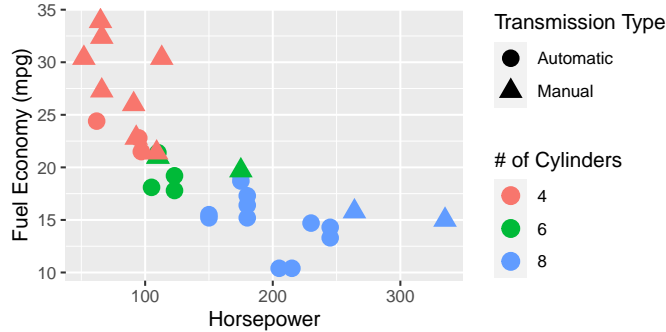 35
30
25
20
15
10
Fuel Economy (mpg)
100
200
300
Horsepower
Transmission Type
Automatic
Manual
# of Cylinders
4
6
8